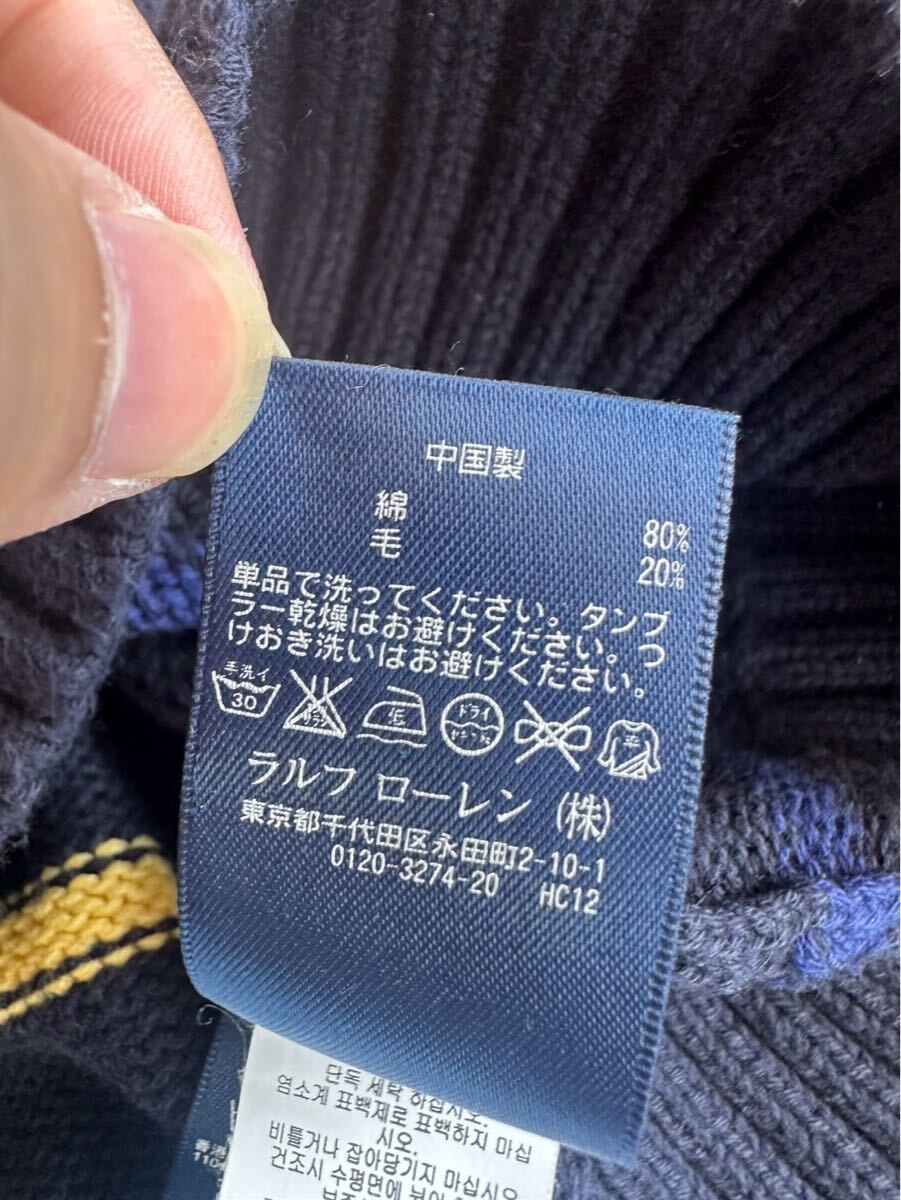 中国製
綿 80%
毛 20%
単品で洗ってください。タンブ
ラー乾燥はお避けください。つ
けおき洗いはお避けください。
手洗イ
30
低
ドライ
平
ラルフ ローレン (株)
東京都千代田区永田町2-10-1
0120-3274-20 HC12
단독 세탁 하십시오.
염소계 표백제로 표백하지 마십
시오.
비틀거나 잡아당기지 마십시오
건조시 수평면에 뉘어
香港